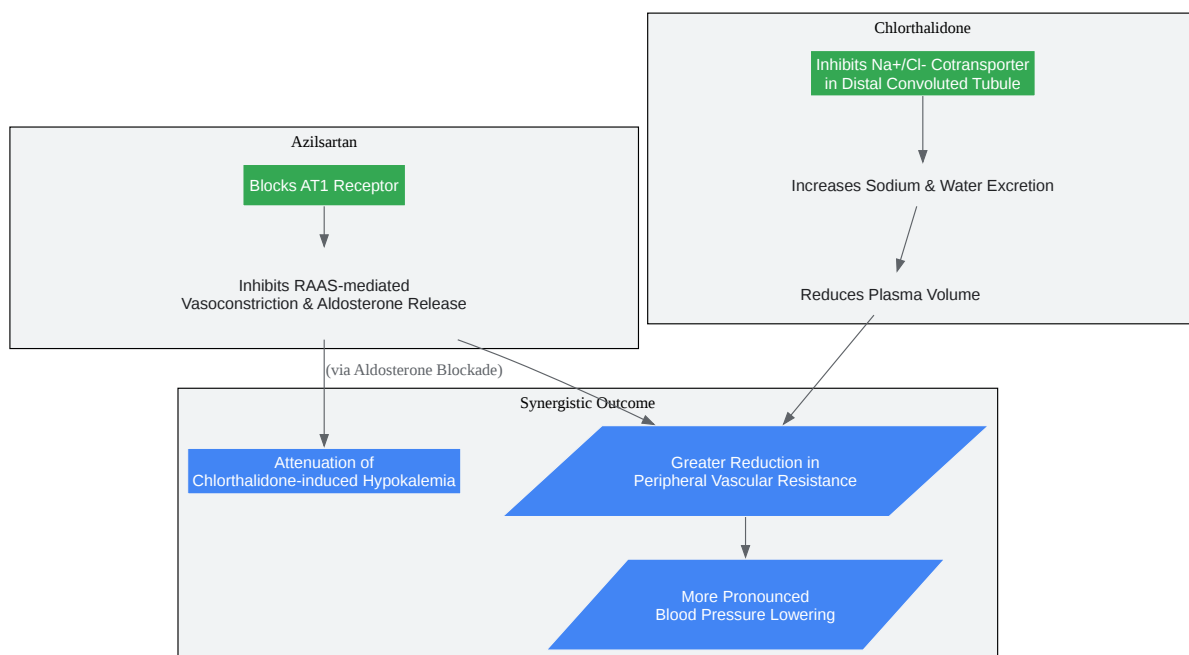 Chlorthalidone
Inhibits Na+/Cl- Cotransporter
in Distal Convoluted Tubule
Increases Sodium & Water Excretion
Reduces Plasma Volume
Azilsartan
Blocks AT1 Receptor
Inhibits RAAS-mediated
Vasoconstriction & Aldosterone Release
(via Aldosterone Blockade)
Synergistic Outcome
Attenuation of
Chlorthalidone-induced Hypokalemia
Greater Reduction in
Peripheral Vascular Resistance
More Pronounced
Blood Pressure Lowering